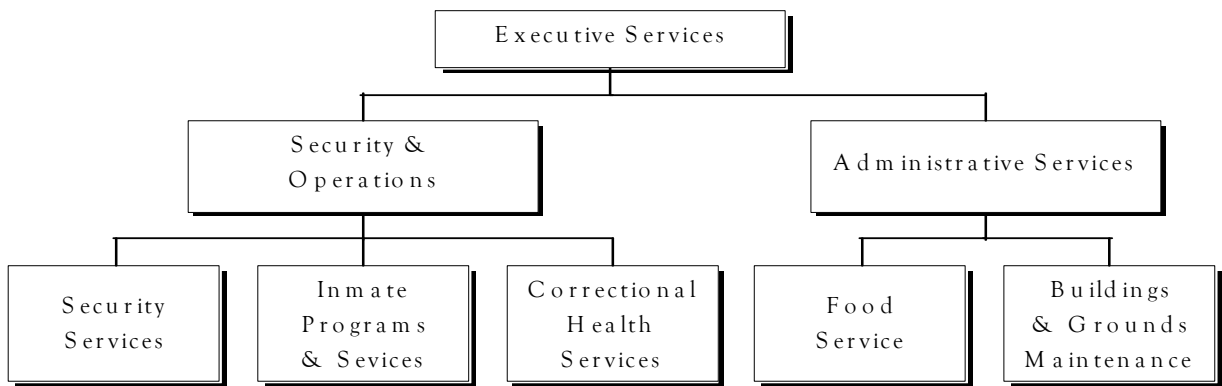 Executive Services
Security &
Operations
Administrative Services
Security
Services
Inmate
Programs
& Sevices
Correctional
Health
Services
Food
Service
Buildings
& Grounds
Maintenance